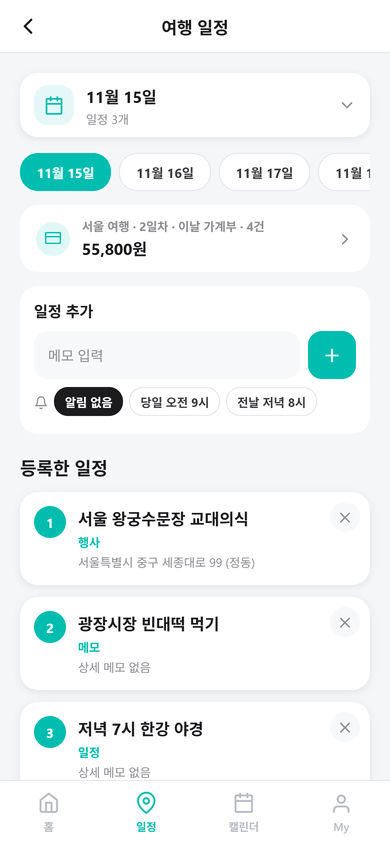 여행 일정
11월 15일
일정 3개
11월 15일
11월 16일
11월 17일
11월 1
서울 여행 · 2일차 · 이날 가계부 · 4건
55,800원
일정 추가
메모 입력
알림 없음
당일 오전 9시
전날 저녁 8시
등록한 일정
1
서울 왕궁수문장 교대의식
행사
서울특별시 중구 세종대로 99 (정동)
2
광장시장 빈대떡 먹기
메모
상세 메모 없음
3
저녁 7시 한강 야경
일정
상세 메모 없음
홈
일정
캘린더
My